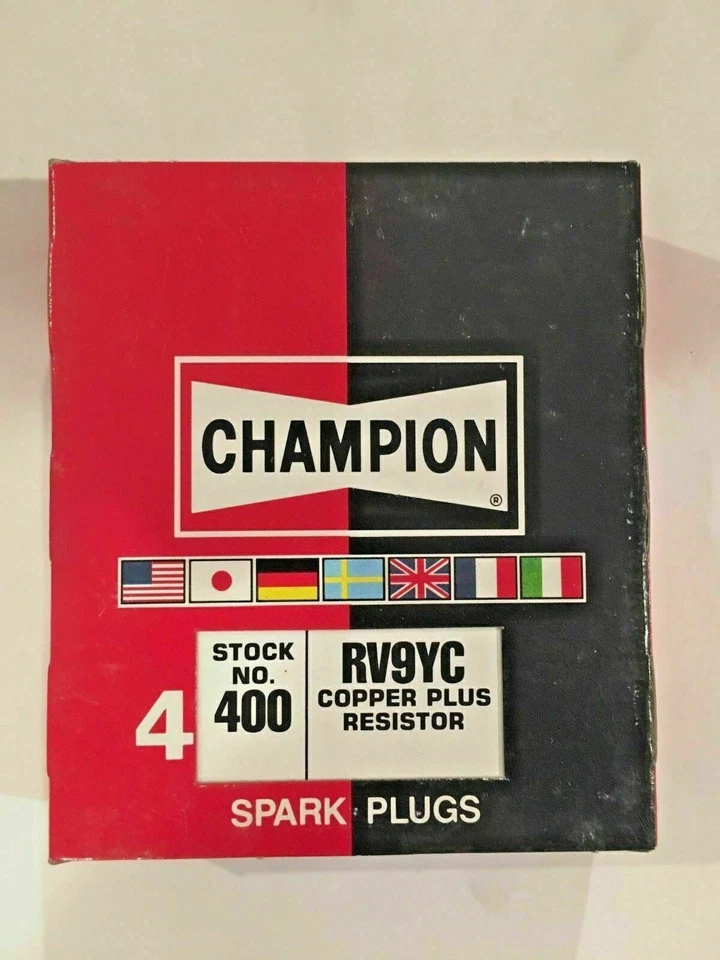 CHAMPION
®
4
STOCK
NO.
400
RV9YC
COPPER PLUS
RESISTOR
SPARK PLUGS